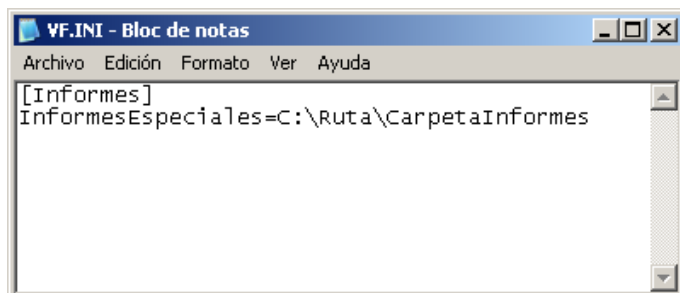 VF.INI - Bloc de notas
Archivo Edición Formato Ver Ayuda
[Informes]
InformesEspeciales=C:\Ruta\CarpetaInformes